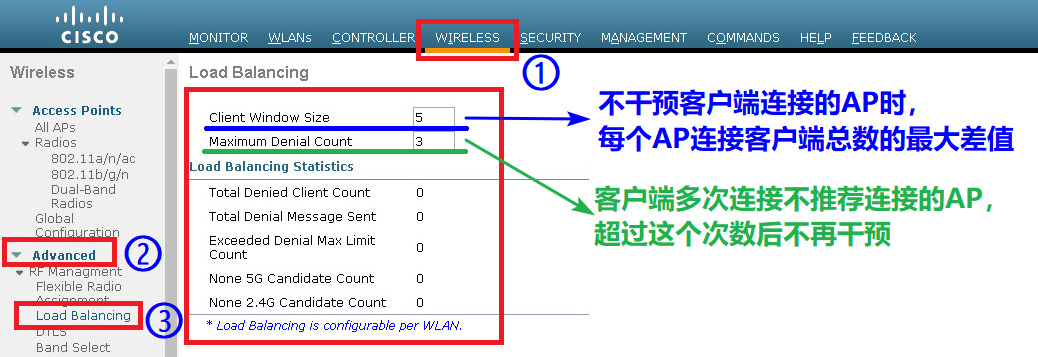 CISCO
MONITOR WLANs CONTROLLER WIRELESS SECURITY MANAGEMENT COMMANDS HELP FEEDBACK
①
Wireless
Access Points
All APs
Radios
802.11a/n/ac
802.11b/g/n
Dual-Band
Radios
Global
Configuration
Advanced
②
RF Managment
Flexible Radio
Assignment
Load Balancing
③
DTLS
Band Select
Load Balancing
Client Window Size 5
Maximum Denial Count 3
Load Balancing Statistics
Total Denied Client Count 0
Total Denial Message Sent 0
Exceeded Denial Max Limit
Count 0
None 5G Candidate Count 0
None 2.4G Candidate Count 0
* Load Balancing is configurable per WLAN.
不干预客户端连接的AP时，
每个AP连接客户端总数的最大差值
客户端多次连接不推荐连接的AP，
超过这个次数后不再干预